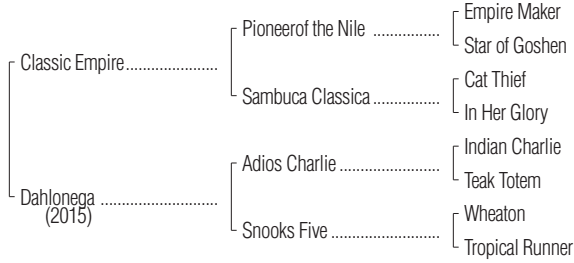 Empire Maker
Pioneerof the Nile ................
Star of Goshen
Classic Empire......................
Cat Thief
Sambuca Classica................
In Her Glory
Indian Charlie
Adios Charlie ........................
Teak Totem
Dahlonega ............................
(2015)
Wheaton
Snooks Five ..........................
Tropical Runner